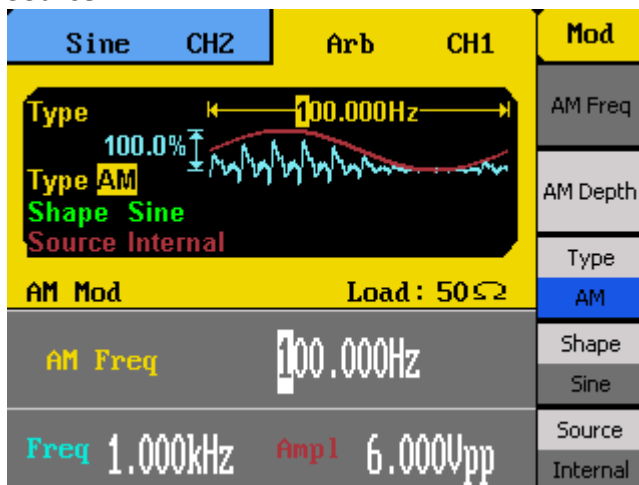 Sine CH2 Arb CH1 Mod
Type 100.000Hz
100.0%
Type AM
Shape Sine
Source Internal
AM Mod Load: 50Ω
AM Freq 100.000Hz
Freq 1.000kHz Ampl 6.000Vpp
AM Freq
AM Depth
Type
AM
Shape
Sine
Source
Internal